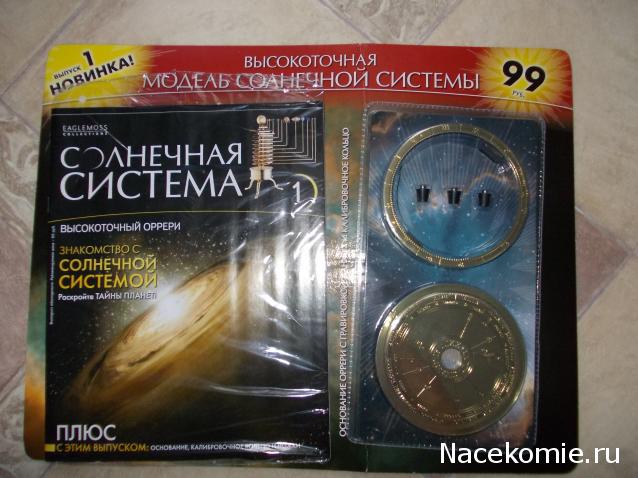 ВЫПУСК 1
НОВИНКА!
ВЫСОКОТОЧНАЯ
МОДЕЛЬ СОЛНЕЧНОЙ СИСТЕМЫ
99
РУБ.
EAGLEMOSS
COLLECTIONS
СОЛНЕЧНАЯ
СИСТЕМА
1
ВЫСОКОТОЧНЫЙ ОРРЕРИ
ЗНАКОМСТВО С
СОЛНЕЧНОЙ
СИСТЕМОЙ
Раскройте ТАЙНЫ ПЛАНЕТ!
ПЛЮС
С ЭТИМ ВЫПУСКОМ: ОСНОВАНИЕ, КАЛИБРОВОЧНОЕ
ОСНОВАНИЕ ОРРЕРИ С ГРАВИРОВКОЙ КАЛИБРОВОЧНОЕ КОЛЬЦО
Nacekomie.ru